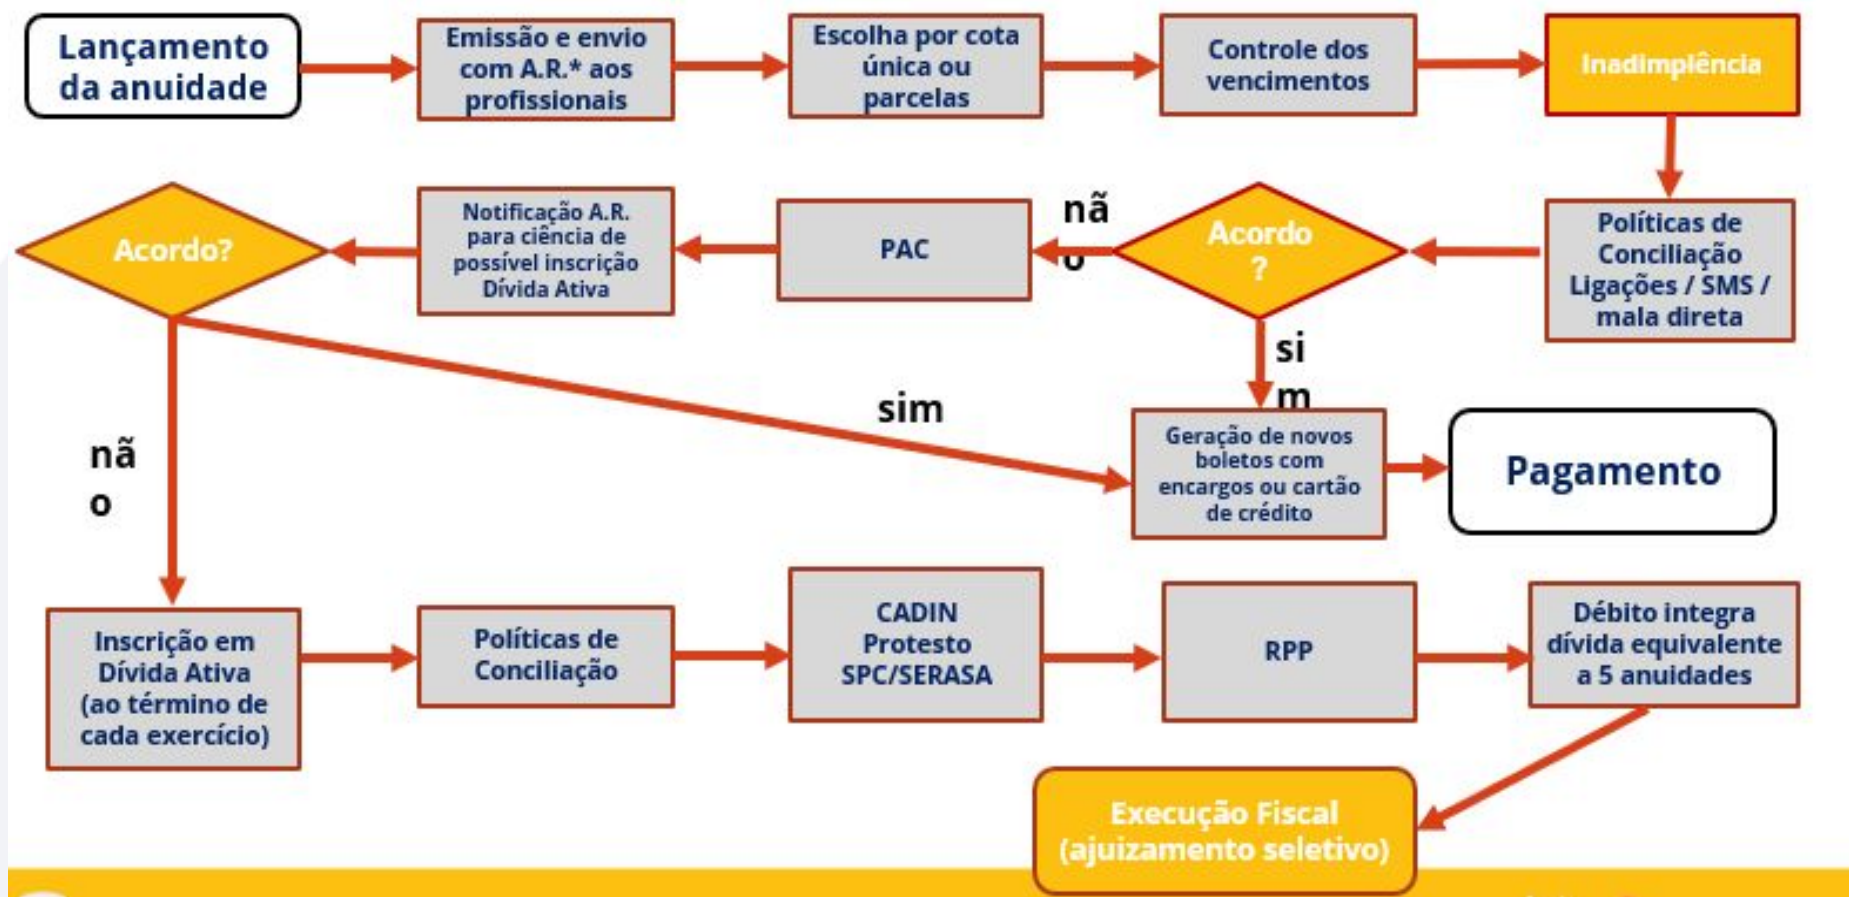 Lançamento
da anuidade
Emissão e envio
com A.R.* aos
profissionais
Escolha por cota
única ou
parcelas
Controle dos
vencimentos
Inadimplência
Políticas de
Conciliação
Ligações / SMS /
mala direta
Acordo
?
nã
o
si
m
PAC
Notificação A.R.
para ciência de
possível inscrição
Dívida Ativa
Acordo?
sim
nã
o
Geração de novos
boletos com
encargos ou cartão
de crédito
Pagamento
Inscrição em
Dívida Ativa
(ao término de
cada exercício)
Políticas de
Conciliação
CADIN
Protesto
SPC/SERASA
RPP
Débito integra
dívida equivalente
a 5 anuidades
Execução Fiscal
(ajuizamento seletivo)